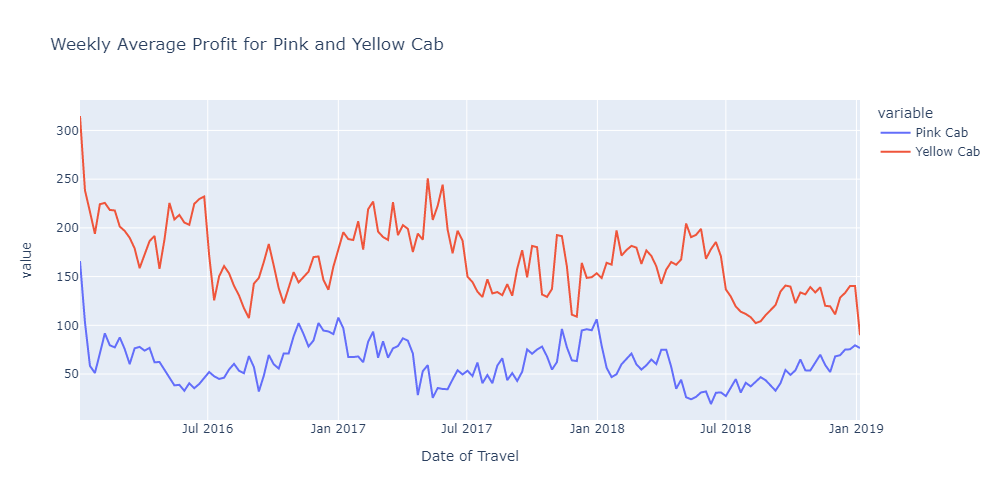 Weekly Average Profit for Pink and Yellow Cab
variable
Pink Cab
Yellow Cab
value
300
250
200
150
100
50
Jul 2016
Jan 2017
Jul 2017
Jan 2018
Jul 2018
Jan 2019
Date of Travel